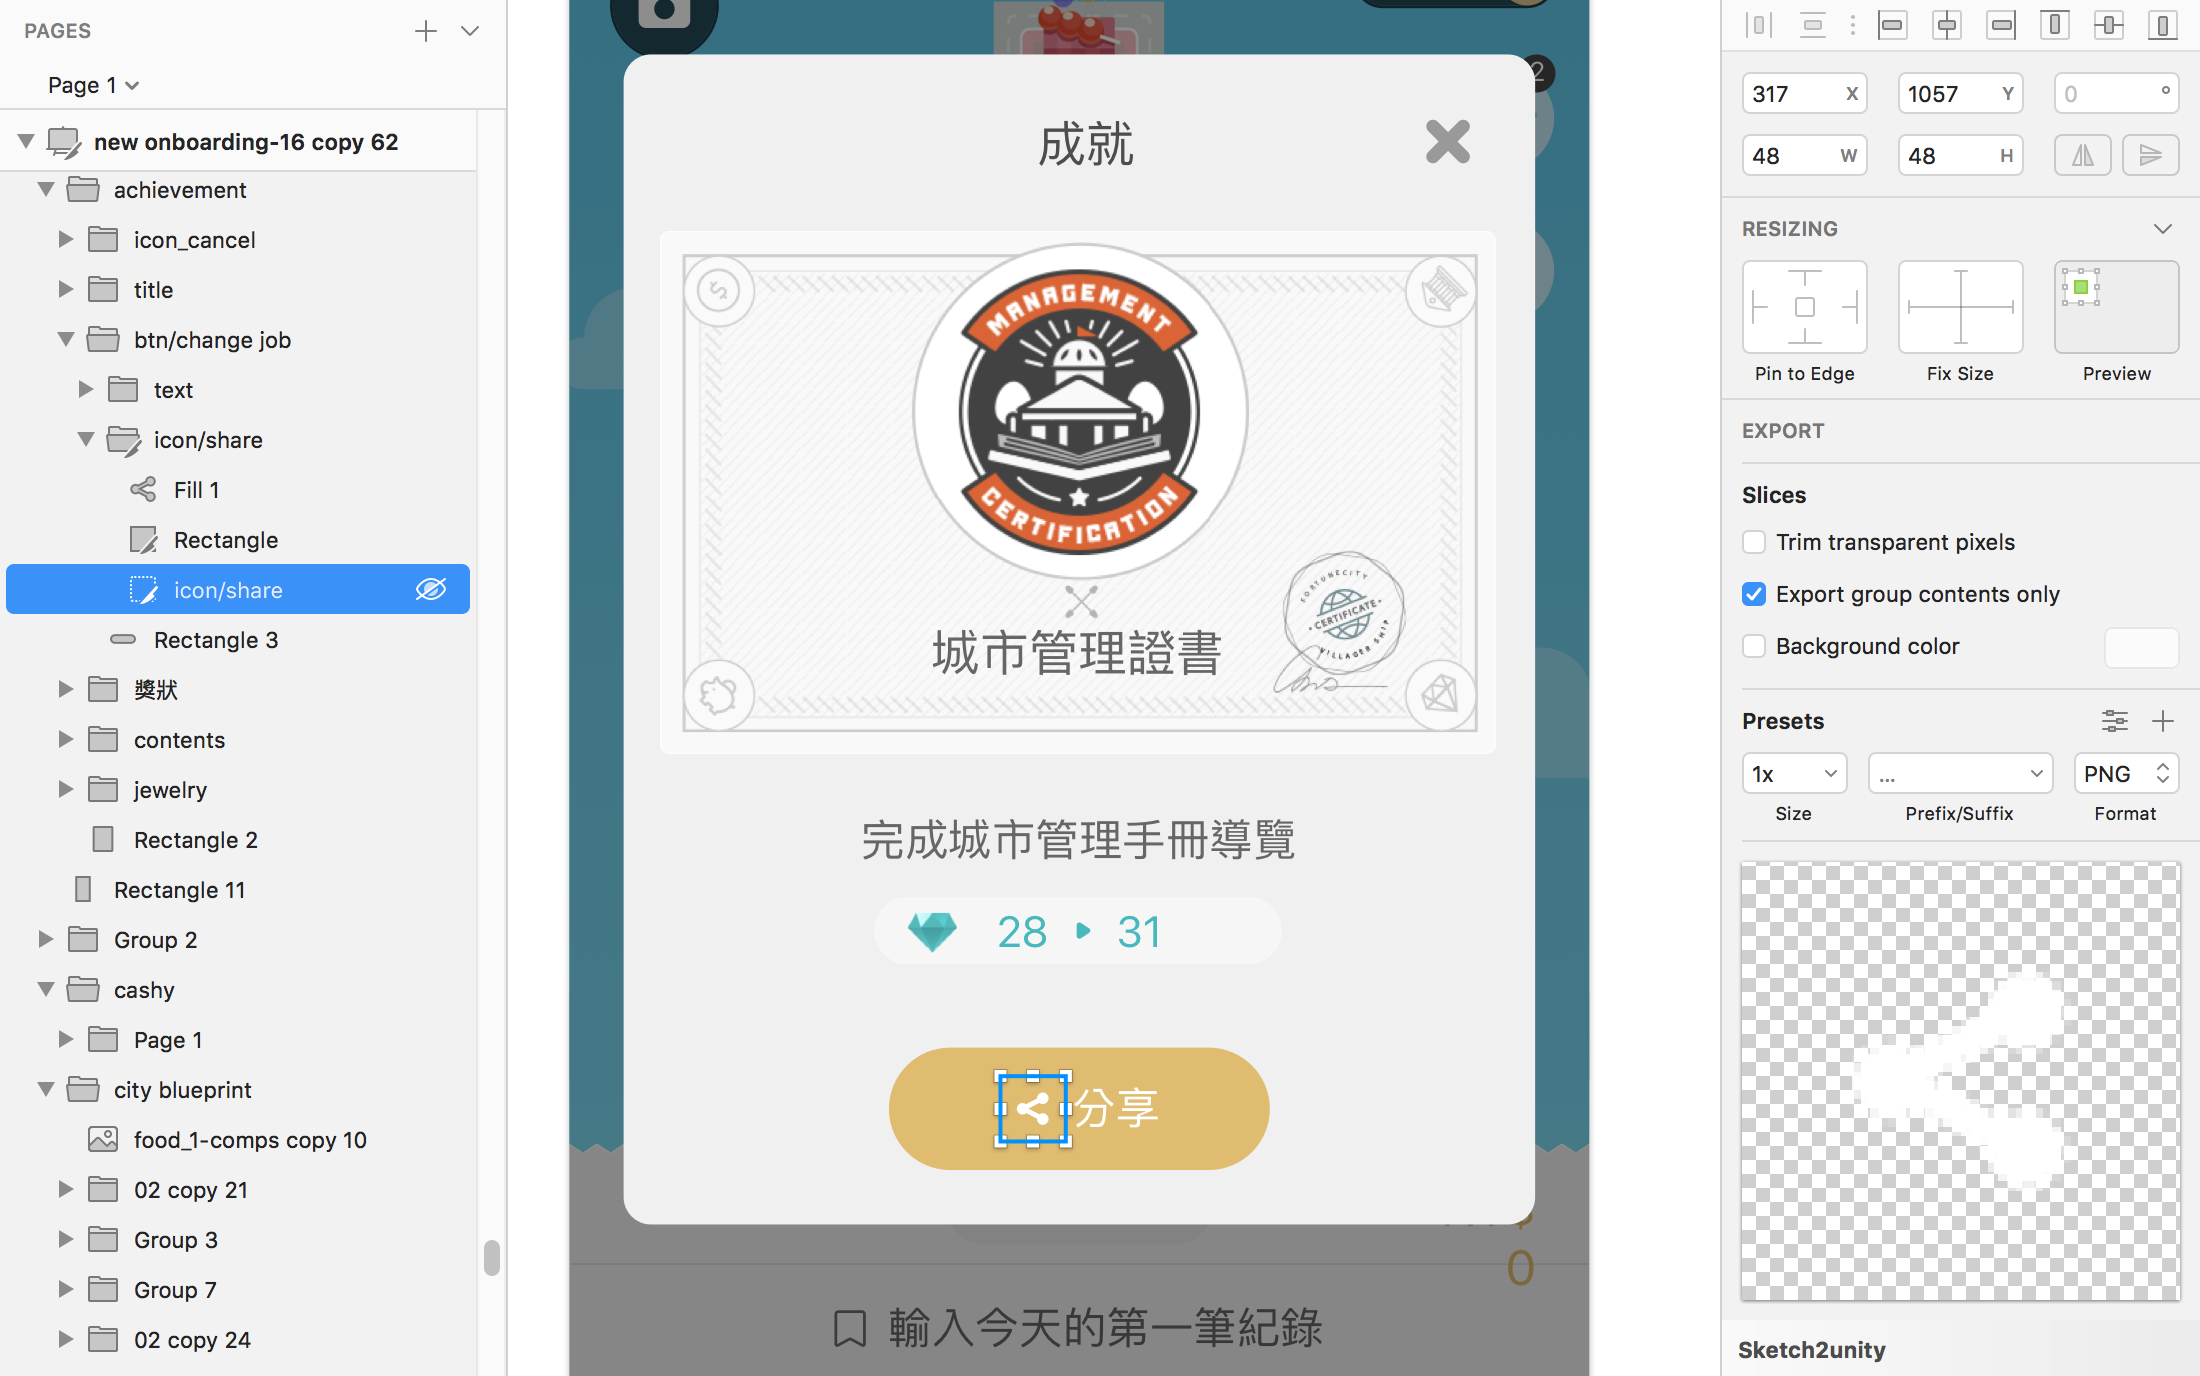 PAGES
Page 1
new onboarding-16 copy 62
achievement
icon_cancel
title
btn/change job
text
icon/share
Fill 1
Rectangle
icon/share
Rectangle 3
獎狀
contents
jewelry
Rectangle 2
Rectangle 11
Group 2
cashy
Page 1
city blueprint
food_1-comps copy 10
02 copy 21
Group 3
Group 7
02 copy 24
2
成就
MANAGEMENT
CERTIFICATION
FORTUNECITY
CERTIFICATE
VILLAGER SHIP
城市管理證書
完成城市管理手冊導覽
28 31
分享
0
輸入今天的第一筆紀錄
317 X 1057 Y 0 °
48 W 48 H
RESIZING
Pin to Edge Fix Size Preview
EXPORT
Slices
Trim transparent pixels
Export group contents only
Background color
Presets
1x ... PNG
Size Prefix/Suffix Format
Sketch2unity